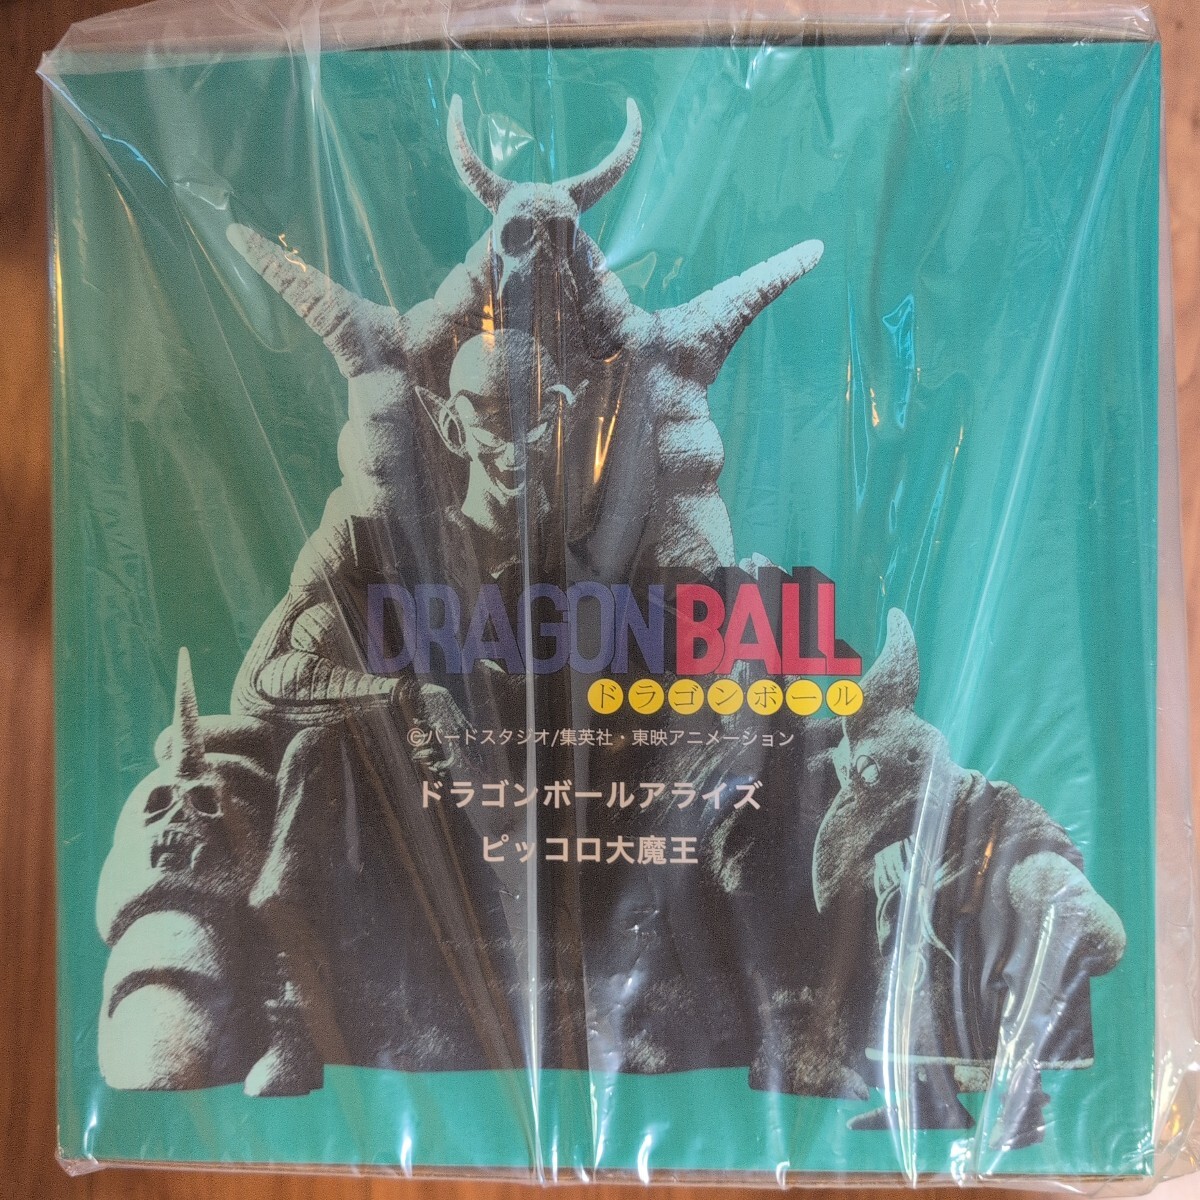 DRAGON BALL
ドラゴンボール
©バードスタジオ/集英社・東映アニメーション
ドラゴンボールアライズ
ピッコロ大魔王